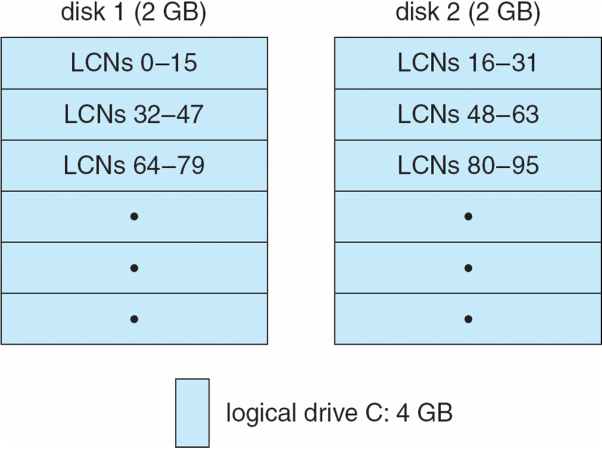 disk 1 (2 GB)
disk 2 (2 GB)
LCNs 0–15
LCNs 16–31
LCNs 32–47
LCNs 48–63
LCNs 64–79
LCNs 80–95
•
•
•
•
•
•
logical drive C: 4 GB